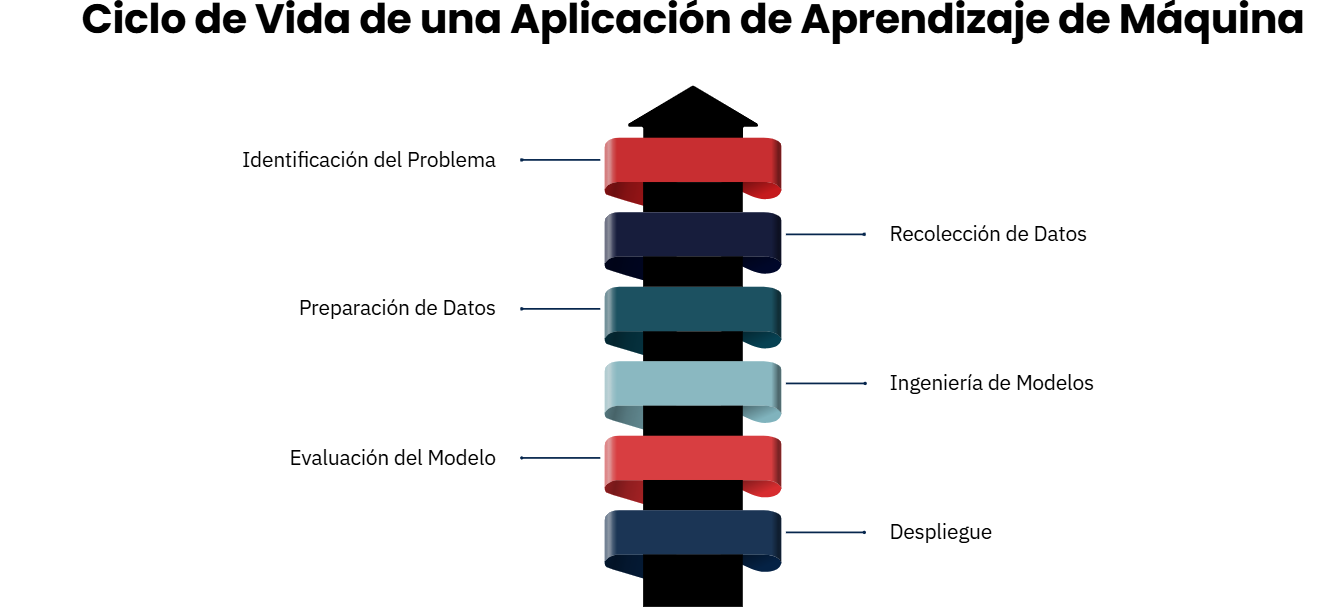 Ciclo de Vida de una Aplicación de Aprendizaje de Máquina
Identificación del Problema
Recolección de Datos
Preparación de Datos
Ingeniería de Modelos
Evaluación del Modelo
Despliegue